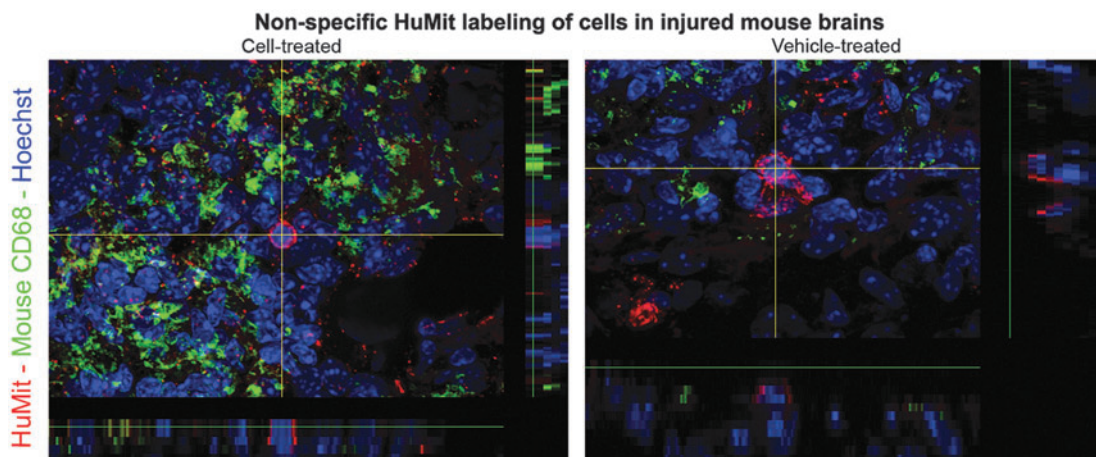 Non-specific HuMit labeling of cells in injured mouse brains
Cell-treated
Vehicle-treated
HuMit - Mouse CD68 - Hoechst